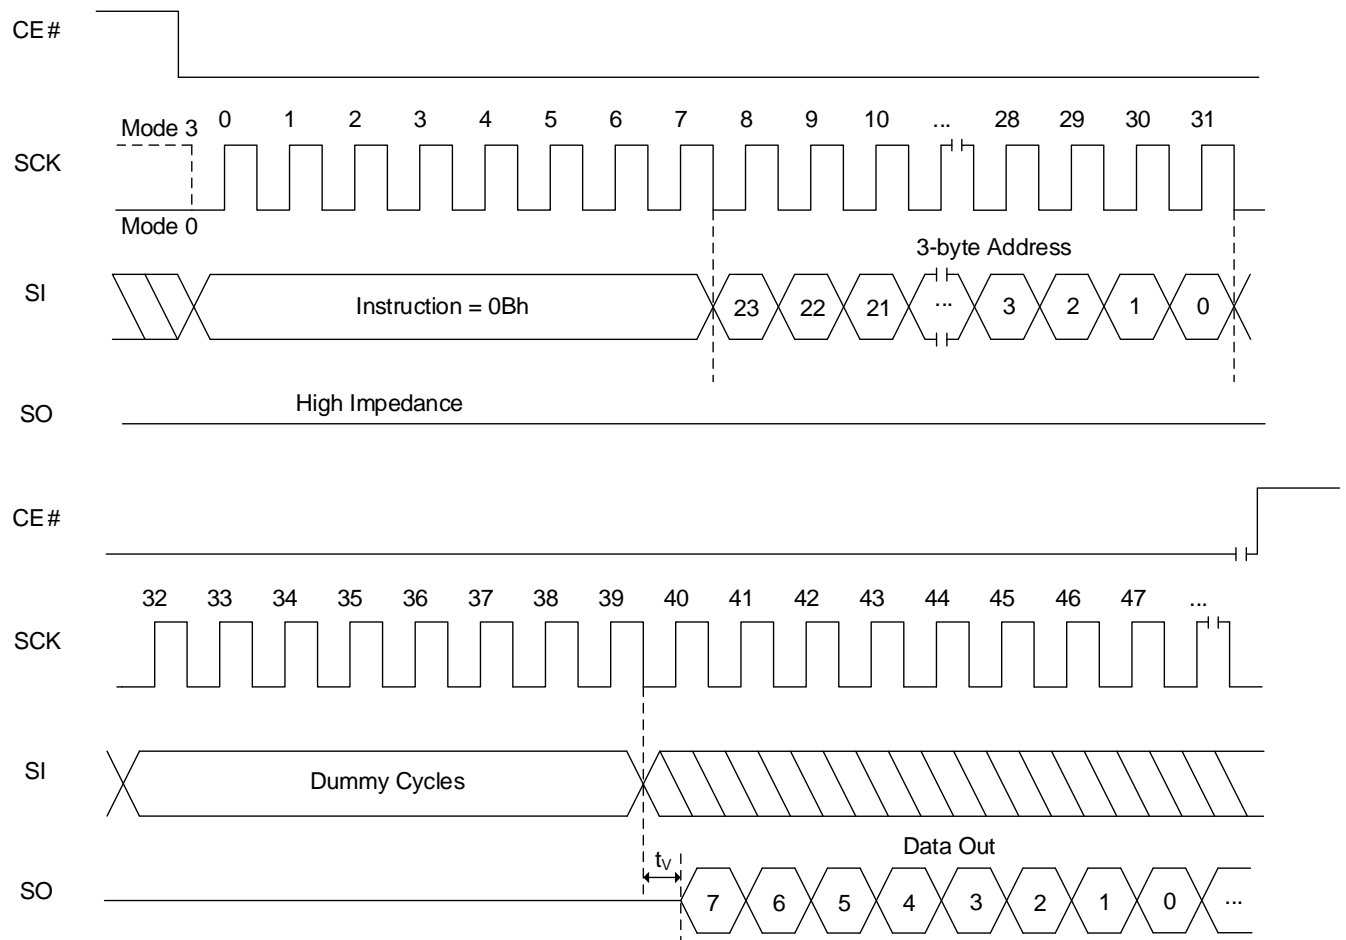 CE#
Mode 3 0 1 2 3 4 5 6 7 8 9 10 ... 28 29 30 31
SCK
Mode 0
3-byte Address
SI Instruction = 0Bh 23 22 21 ... 3 2 1 0
High Impedance
SO
CE#
32 33 34 35 36 37 38 39 40 41 42 43 44 45 46 47 ...
SCK
SI Dummy Cycles
Data Out
tV
SO 7 6 5 4 3 2 1 0 ...